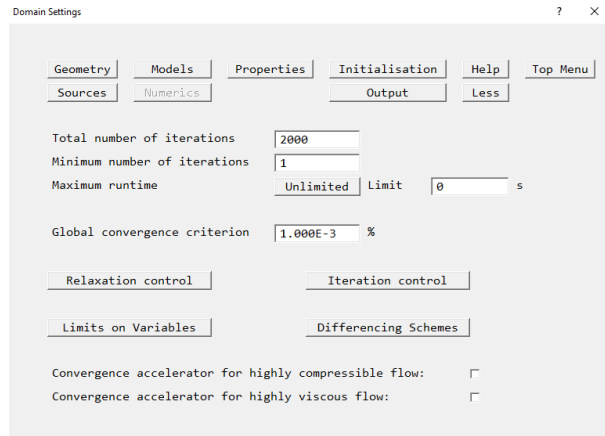 Domain Settings ? ×
Geometry Models Properties Initialisation Help Top Menu
Sources Numerics Output Less
Total number of iterations 2000
Minimum number of iterations 1
Maximum runtime Unlimited Limit 0 s
Global convergence criterion 1.000E-3 %
Relaxation control Iteration control
Limits on Variables Differencing Schemes
Convergence accelerator for highly compressible flow:
Convergence accelerator for highly viscous flow: